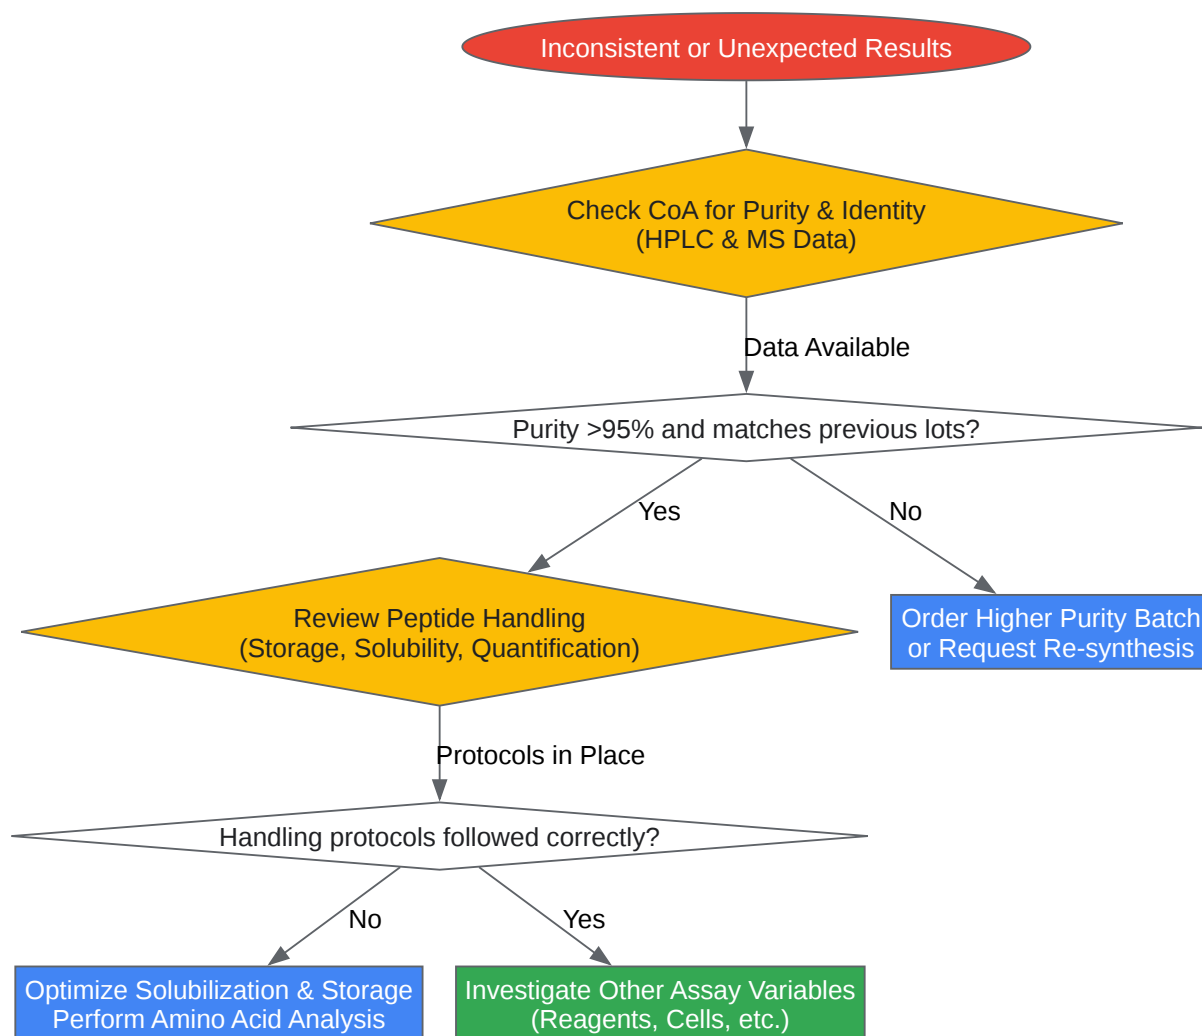 Inconsistent or Unexpected Results
Check CoA for Purity & Identity
(HPLC & MS Data)
Data Available
Purity >95% and matches previous lots?
Yes
No
Review Peptide Handling
(Storage, Solubility, Quantification)
Order Higher Purity Batch
or Request Re-synthesis
Protocols in Place
Handling protocols followed correctly?
No
Yes
Optimize Solubilization & Storage
Perform Amino Acid Analysis
Investigate Other Assay Variables
(Reagents, Cells, etc.)